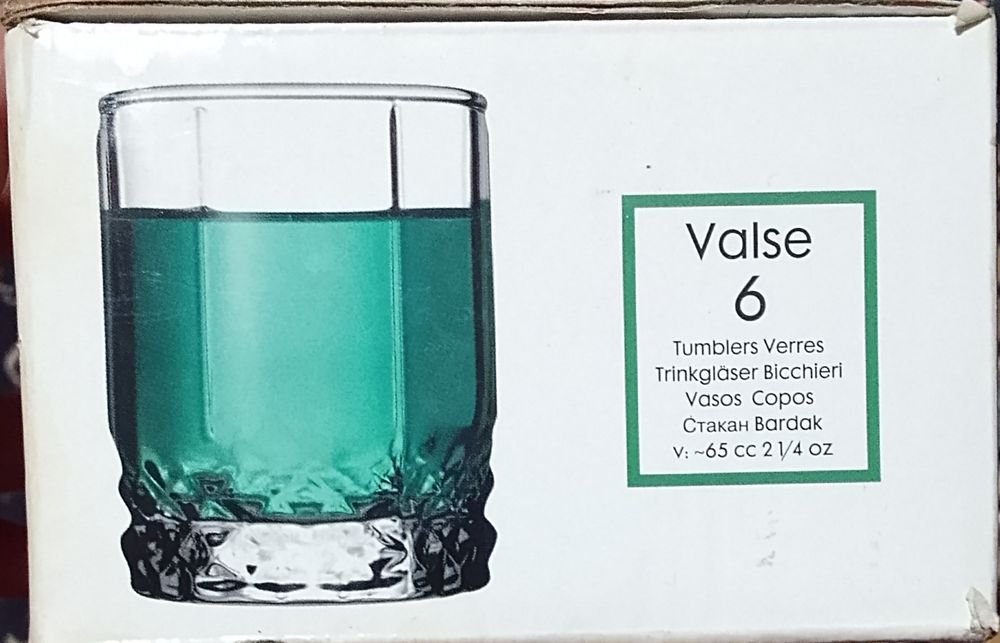 Valse
6
Tumblers Verres
Trinkgläser Bicchieri
Vasos Copos
Стакан Bardak
v: ~65 cc 2 1/4 oz